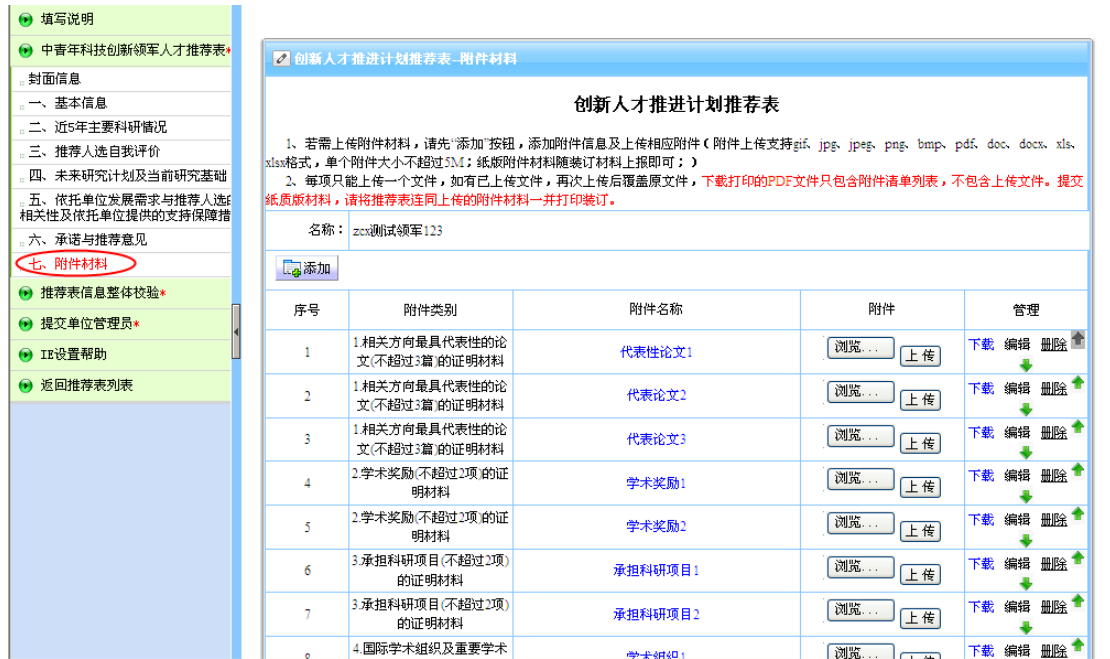 填写说明
中青年科技创新领军人才推荐表*
封面信息
一、基本信息
二、近5年主要科研情况
三、推荐人选自我评价
四、未来研究计划及当前研究基础
五、依托单位发展需求与推荐人选的
相关性及依托单位提供的支持保障措
六、承诺与推荐意见
七、附件材料
推荐表信息整体校验*
提交单位管理员*
IE设置帮助
返回推荐表列表
创新人才推进计划推荐表--附件材料
创新人才推进计划推荐表
1、若需上传附件材料，请先“添加”按钮，添加附件信息及上传相应附件(附件上传支持gif、jpg、jpeg、png、bmp、pdf、doc、docx、xls、
xlsx格式，单个附件大小不超过5M；纸版附件材料随装订材料上报即可；)
2、每项只能上传一个文件，如有已上传文件，再次上传后覆盖原文件，下载打印的PDF文件只包含附件清单列表，不包含上传文件。提交
纸质版材料，请将推荐表连同上传的附件材料一并打印装订。
名称： zcx测试领军123
添加
序号 附件类别 附件名称 附件 管理
1 1.相关方向最具代表性的论 代表性论文1 浏览... 上传 下载 编辑 删除
文(不超过3篇)的证明材料
2 1.相关方向最具代表性的论 代表论文2 浏览... 上传 下载 编辑 删除
文(不超过3篇)的证明材料
3 1.相关方向最具代表性的论 代表论文3 浏览... 上传 下载 编辑 删除
文(不超过3篇)的证明材料
4 2.学术奖励(不超过2项)的证 学术奖励1 浏览... 上传 下载 编辑 删除
明材料
5 2.学术奖励(不超过2项)的证 学术奖励2 浏览... 上传 下载 编辑 删除
明材料
6 3.承担科研项目(不超过2项) 承担科研项目1 浏览... 上传 下载 编辑 删除
的证明材料
7 3.承担科研项目(不超过2项) 承担科研项目2 浏览... 上传 下载 编辑 删除
的证明材料
4.国际学术组织及重要学术 学术组织1 浏览... 下载 编辑 删除